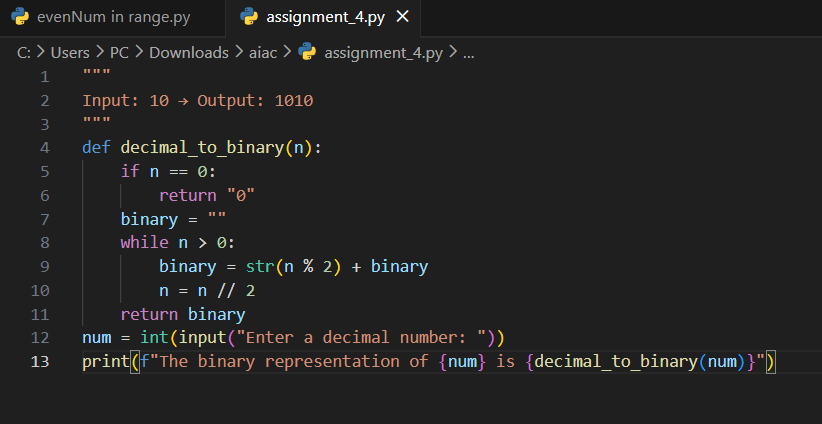 evenNum in range.py assignment_4.py ×
C: > Users > PC > Downloads > aiac > assignment_4.py > ...
1 """
2 Input: 10 → Output: 1010
3 """
4 def decimal_to_binary(n):
5     if n == 0:
6         return "0"
7     binary = ""
8     while n > 0:
9         binary = str(n % 2) + binary
10         n = n // 2
11     return binary
12 num = int(input("Enter a decimal number: "))
13 print(f"The binary representation of {num} is {decimal_to_binary(num)}")